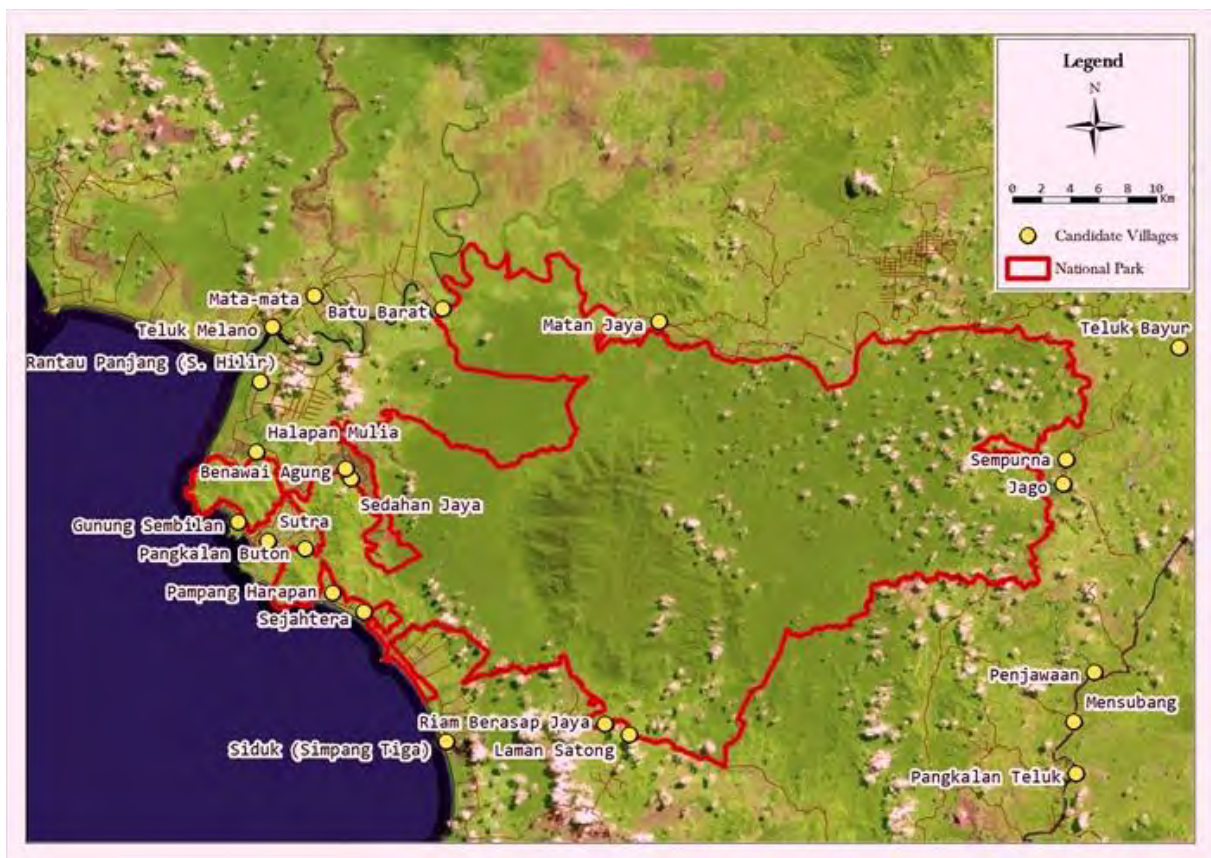 Legend
N
0 2 4 6 8 10
Km
Candidate Villages
National Park
Mata-mata
Batu Barat
Teluk Melano
Matan Jaya
Teluk Bayur
Rantau Panjang (S. Hilir)
Halapan Mulia
Benawai Agung
Sempurna
Jago
Sedahan Jaya
Gunung Sembilan
Sutra
Pangkalan Buton
Pampang Harapan
Sejahtera
Penjawaan
Mensubang
Riam Berasap Jaya
Siduk (Simpang Tiga)
Laman Satong
Pangkalan Teluk